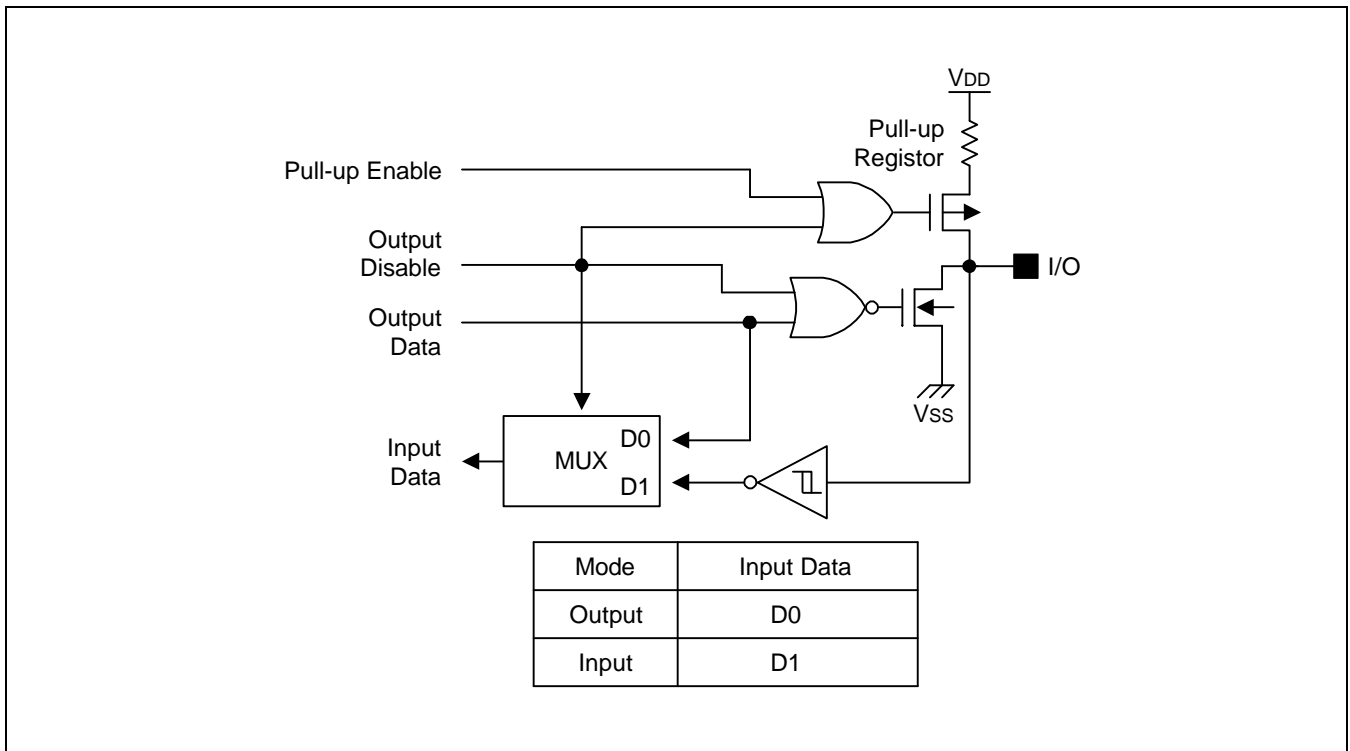 VDD
Pull-up
Registor
Pull-up Enable
Output
Disable
I/O
Output
Data
VSS
Input
Data
MUX
D0
D1
Mode Input Data
Output D0
Input D1